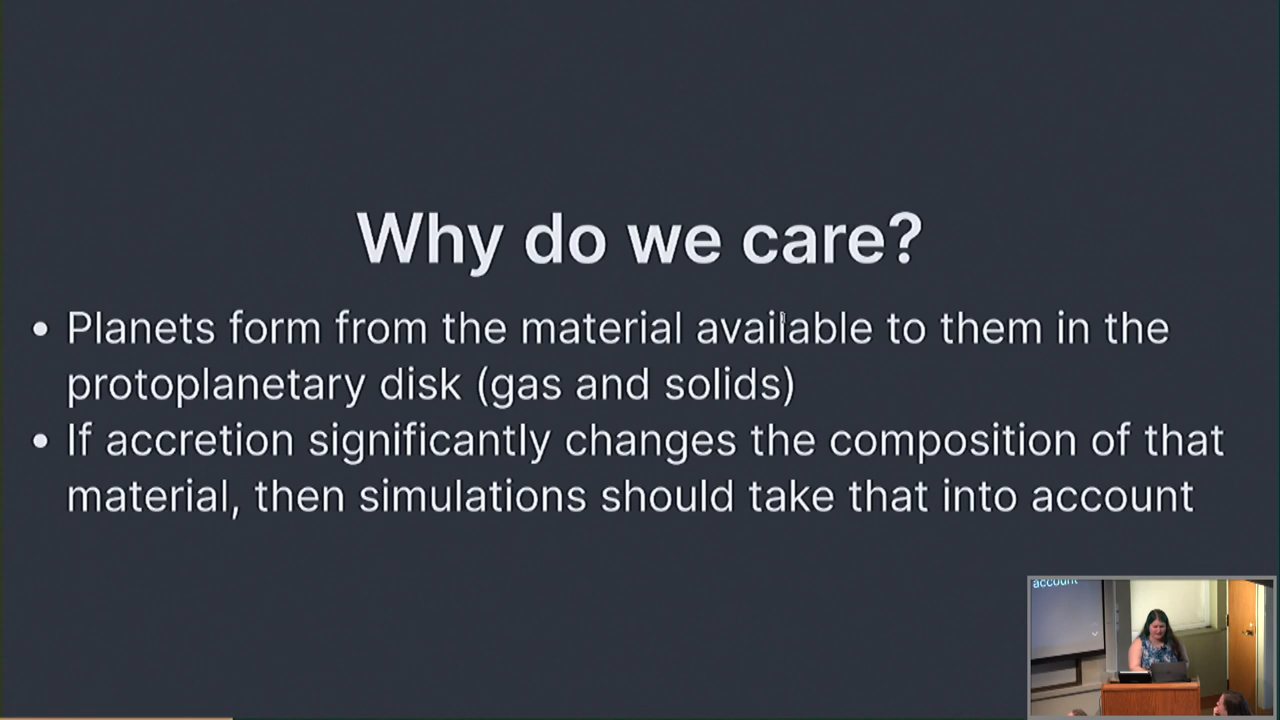 Why do we care?
• Planets form from the material available to them in the
protoplanetary disk (gas and solids)
• If accretion significantly changes the composition of that
material, then simulations should take that into account
account